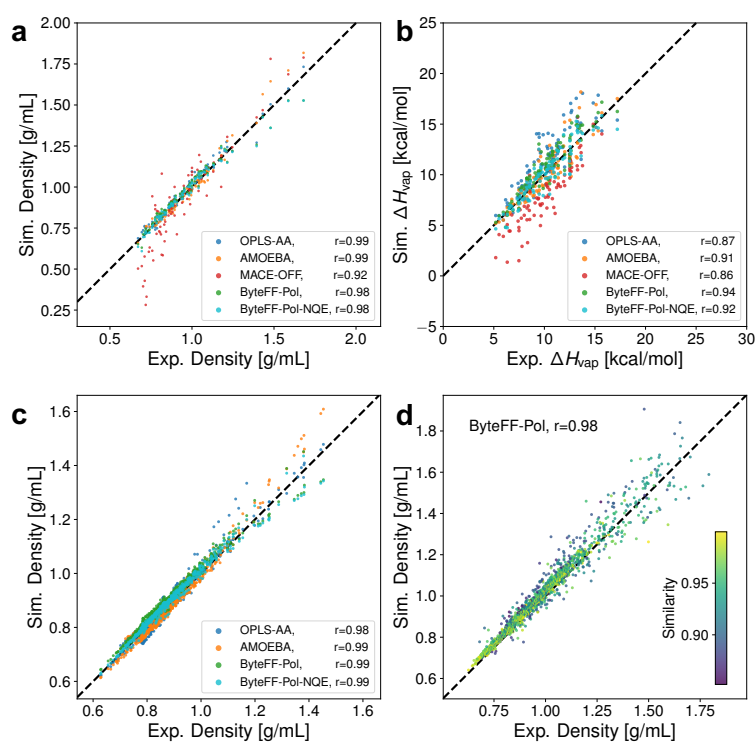 a
2.00
1.75
1.50
1.25
1.00
0.75
0.50
0.25
Sim. Density [g/mL]
OPLS-AA, r=0.99
AMOEBA, r=0.99
MACE-OFF, r=0.92
ByteFF-Pol, r=0.98
ByteFF-Pol-NQE, r=0.98
0.5 1.0 1.5 2.0
Exp. Density [g/mL]
b
25
20
15
10
5
0
−5
Sim. ΔHvap [kcal/mol]
OPLS-AA, r=0.87
AMOEBA, r=0.91
MACE-OFF, r=0.86
ByteFF-Pol, r=0.94
ByteFF-Pol-NQE, r=0.92
0 5 10 15 20 25 30
Exp. ΔHvap [kcal/mol]
c
1.6
1.4
1.2
1.0
0.8
0.6
Sim. Density [g/mL]
OPLS-AA, r=0.98
AMOEBA, r=0.99
ByteFF-Pol, r=0.99
ByteFF-Pol-NQE, r=0.99
0.6 0.8 1.0 1.2 1.4 1.6
Exp. Density [g/mL]
d
ByteFF-Pol, r=0.98
1.8
1.6
1.4
1.2
1.0
0.8
0.6
Sim. Density [g/mL]
Similarity
0.95
0.90
0.75 1.00 1.25 1.50 1.75
Exp. Density [g/mL]